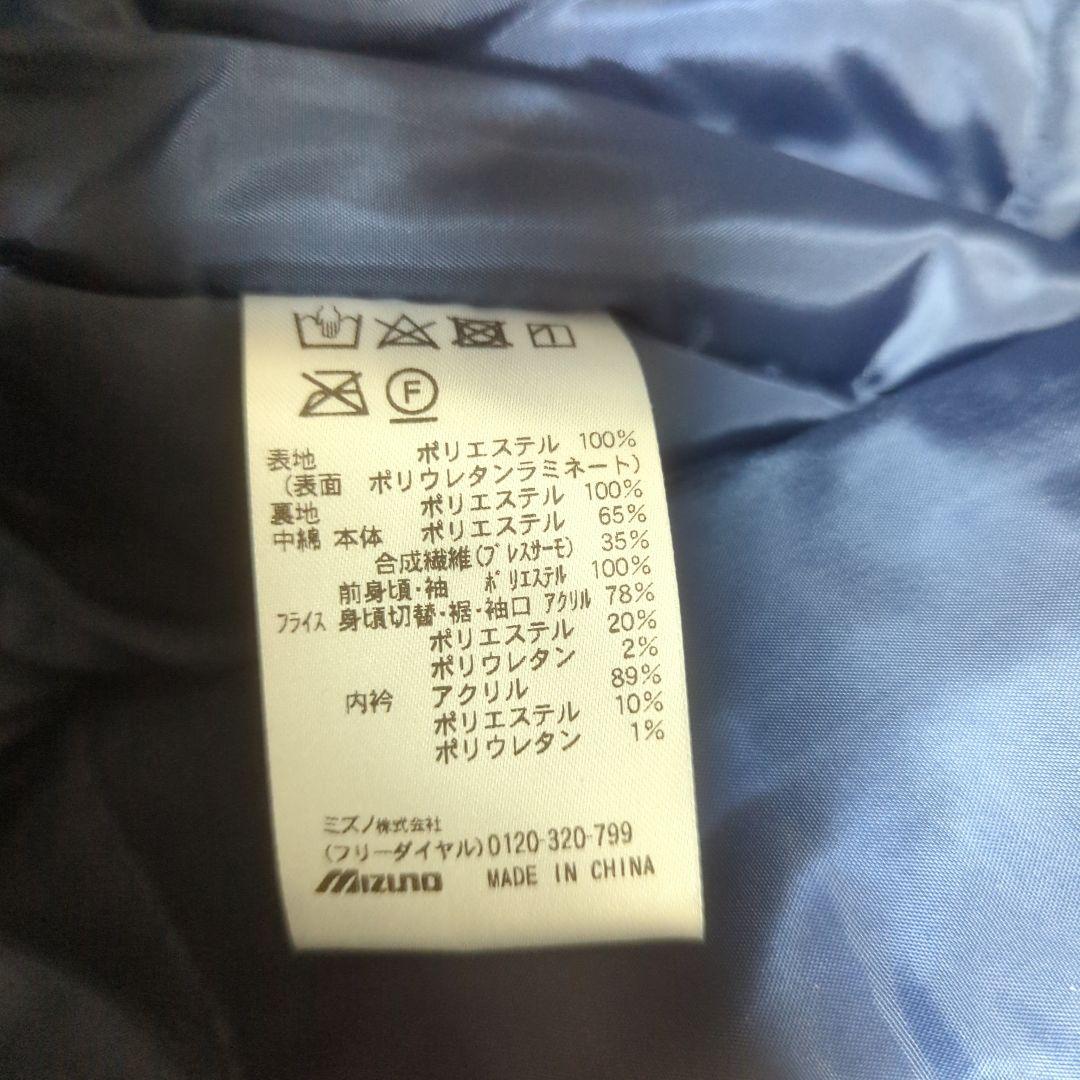 F
表地 ポリエステル 100%
(表面 ポリウレタンラミネート)
裏地 ポリエステル 100%
中綿 本体 ポリエステル 65%
合成繊維(ブレスサーモ) 35%
前身頃・袖 ポリエステル 100%
フライス 身頃切替・裾・袖口 アクリル 78%
ポリエステル 20%
ポリウレタン 2%
内衿 アクリル 89%
ポリエステル 10%
ポリウレタン 1%
ミズノ株式会社
(フリーダイヤル)0120-320-799
MIZUNO MADE IN CHINA